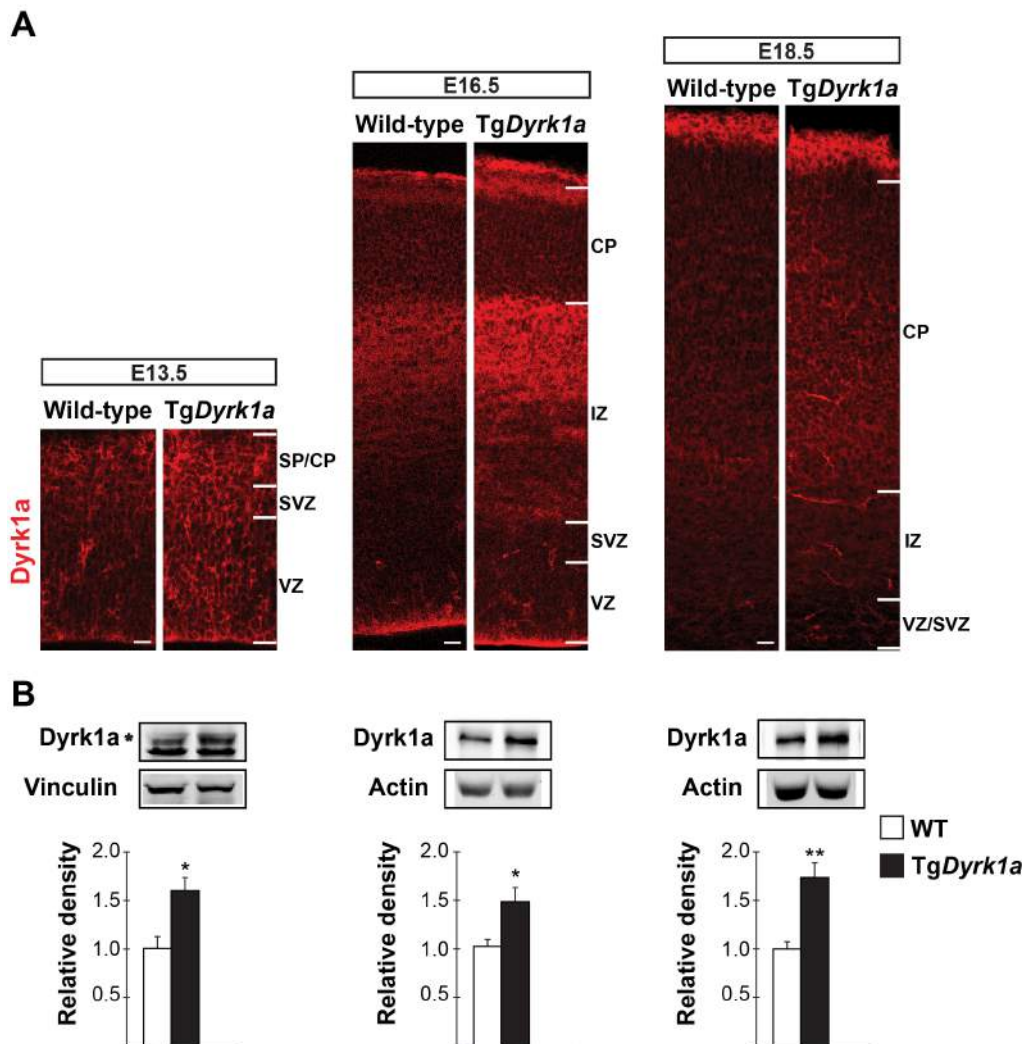 A
E13.5
Wild-type TgDyrk1a
SP/CP
SVZ
VZ
Dyrk1a
E16.5
Wild-type TgDyrk1a
CP
IZ
SVZ
VZ
E18.5
Wild-type TgDyrk1a
CP
IZ
VZ/SVZ
B
Dyrk1a *
Vinculin
Relative density
2.0
1.5
1.0
0.5
*
Dyrk1a
Actin
Relative density
2.0
1.5
1.0
0.5
*
Dyrk1a
Actin
Relative density
2.0
1.5
1.0
0.5
**
WT
TgDyrk1a